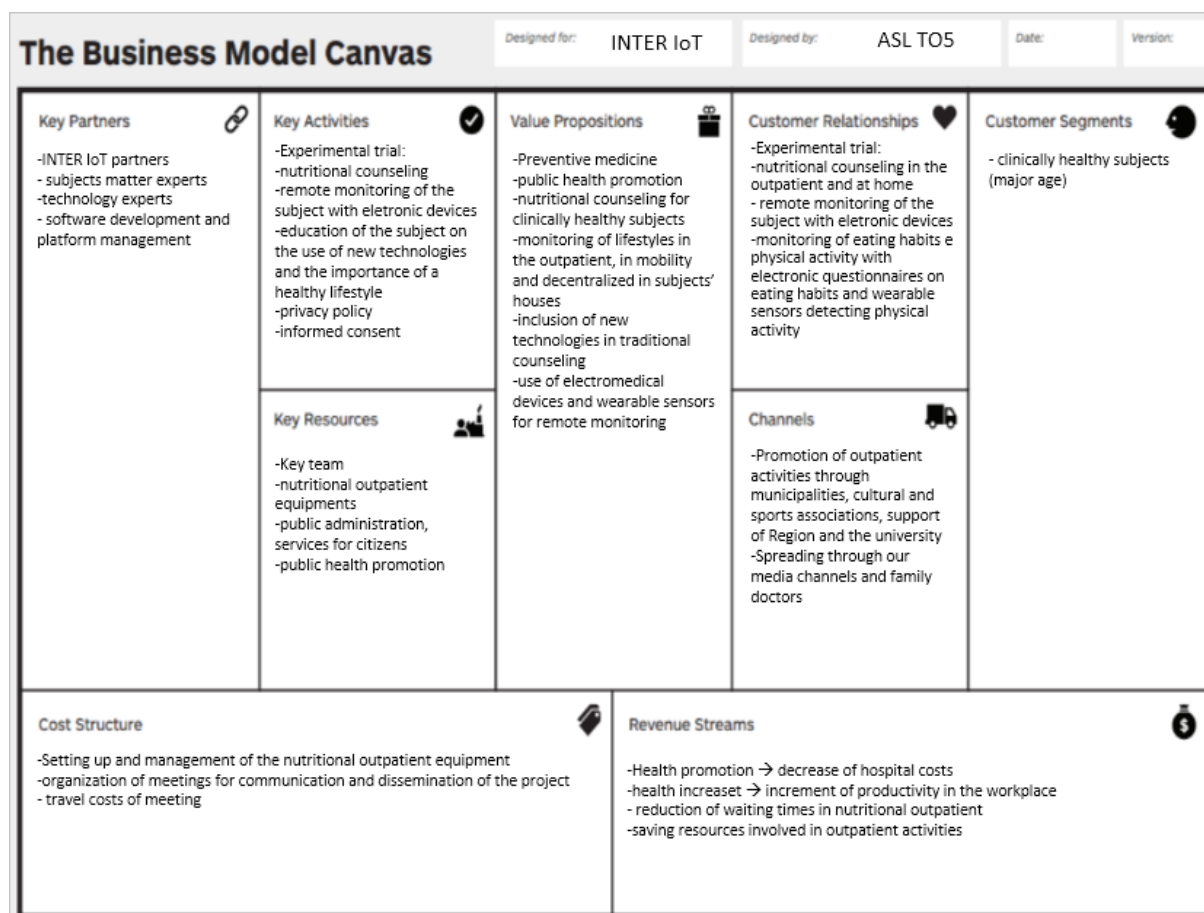 The Business Model Canvas
Designed for:
INTER IoT
Designed by:
ASL TO5
Date:
Version:
Key Partners
-INTER IoT partners
- subjects matter experts
-technology experts
- software development and
platform management
Key Activities
-Experimental trial:
-nutritional counseling
-remote monitoring of the
subject with eletronic devices
-education of the subject on
the use of new technologies
and the importance of a
healthy lifestyle
-privacy policy
-informed consent
Key Resources
-Key team
-nutritional outpatient
equipments
-public administration,
services for citizens
-public health promotion
Value Propositions
-Preventive medicine
-public health promotion
-nutritional counseling for
clinically healthy subjects
-monitoring of lifestyles in
the outpatient, in mobility
and decentralized in subjects'
houses
-inclusion of new
technologies in traditional
counseling
-use of electromedical
devices and wearable sensors
for remote monitoring
Customer Relationships
-Experimental trial:
-nutritional counseling in the
outpatient and at home
- remote monitoring of the
subject with eletronic devices
-monitoring of eating habits e
physical activity with
electronic questionnaires on
eating habits and wearable
sensors detecting physical
activity
Channels
-Promotion of outpatient
activities through
municipalities, cultural and
sports associations, support
of Region and the university
-Spreading through our
media channels and family
doctors
Customer Segments
- clinically healthy subjects
(major age)
Cost Structure
-Setting up and management of the nutritional outpatient equipment
-organization of meetings for communication and dissemination of the project
- travel costs of meeting
Revenue Streams
-Health promotion → decrease of hospital costs
-health increaset → increment of productivity in the workplace
- reduction of waiting times in nutritional outpatient
-saving resources involved in outpatient activities